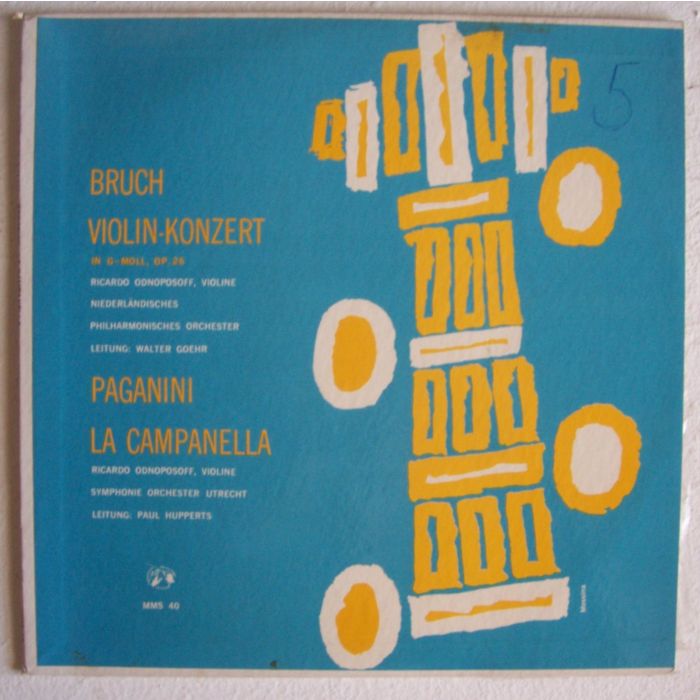 BRUCH
VIOLIN-KONZERT
IN G-MOLL, OP. 26
RICARDO ODNOPOSOFF, VIOLINE
NIEDERLÄNDISCHES
PHILHARMONISCHES ORCHESTER
LEITUNG: WALTER GOEHR
PAGANINI
LA CAMPANELLA
RICARDO ODNOPOSOFF, VIOLINE
SYMPHONIE ORCHESTER UTRECHT
LEITUNG: PAUL HUPPERTS
MMS 40
5
Messina